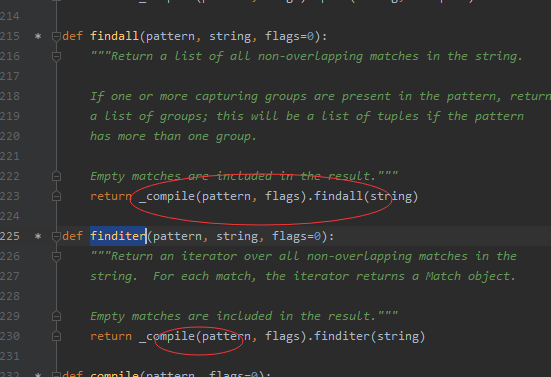 214
215 * def findall(pattern, string, flags=0):
216 """Return a list of all non-overlapping matches in the string.
217
218 If one or more capturing groups are present in the pattern, return
219 a list of groups; this will be a list of tuples if the pattern
220 has more than one group.
221
222 Empty matches are included in the result."""
223 return _compile(pattern, flags).findall(string)
224
225 * def finditer(pattern, string, flags=0):
226 """Return an iterator over all non-overlapping matches in the
227 string.  For each match, the iterator returns a Match object.
228
229 Empty matches are included in the result."""
230 return _compile(pattern, flags).finditer(string)
231
232 * def compile(pattern, flags=0):